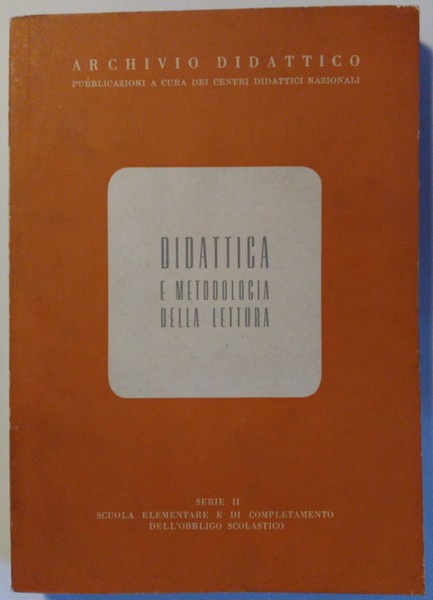 ARCHIVIO DIDATTICO
PUBBLICAZIONI A CURA DEI CENTRI DIDATTICI NAZIONALI
DIDATTICA
E METODOLOGIA
DELLA LETTURA
SERIE II
SCUOLA ELEMENTARE E DI COMPLETAMENTO
DELL'OBBLIGO SCOLASTICO